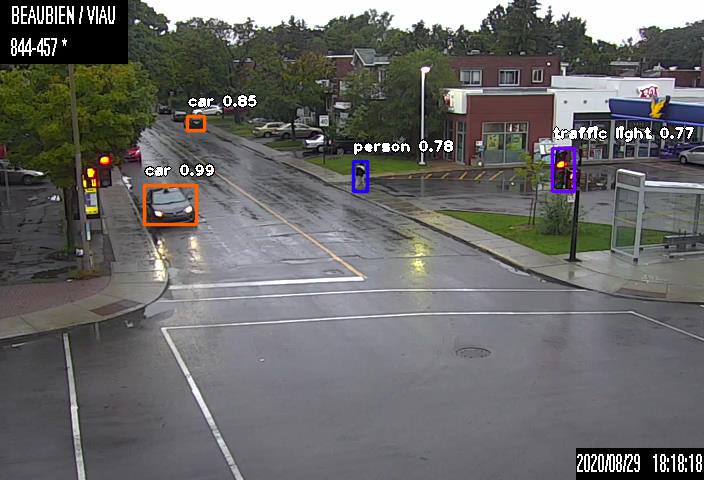 BEAUBIEN / VIAU
844-457 *
car 0.85
person 0.78
traffic light 0.77
car 0.99
2020/08/29 18:18:18